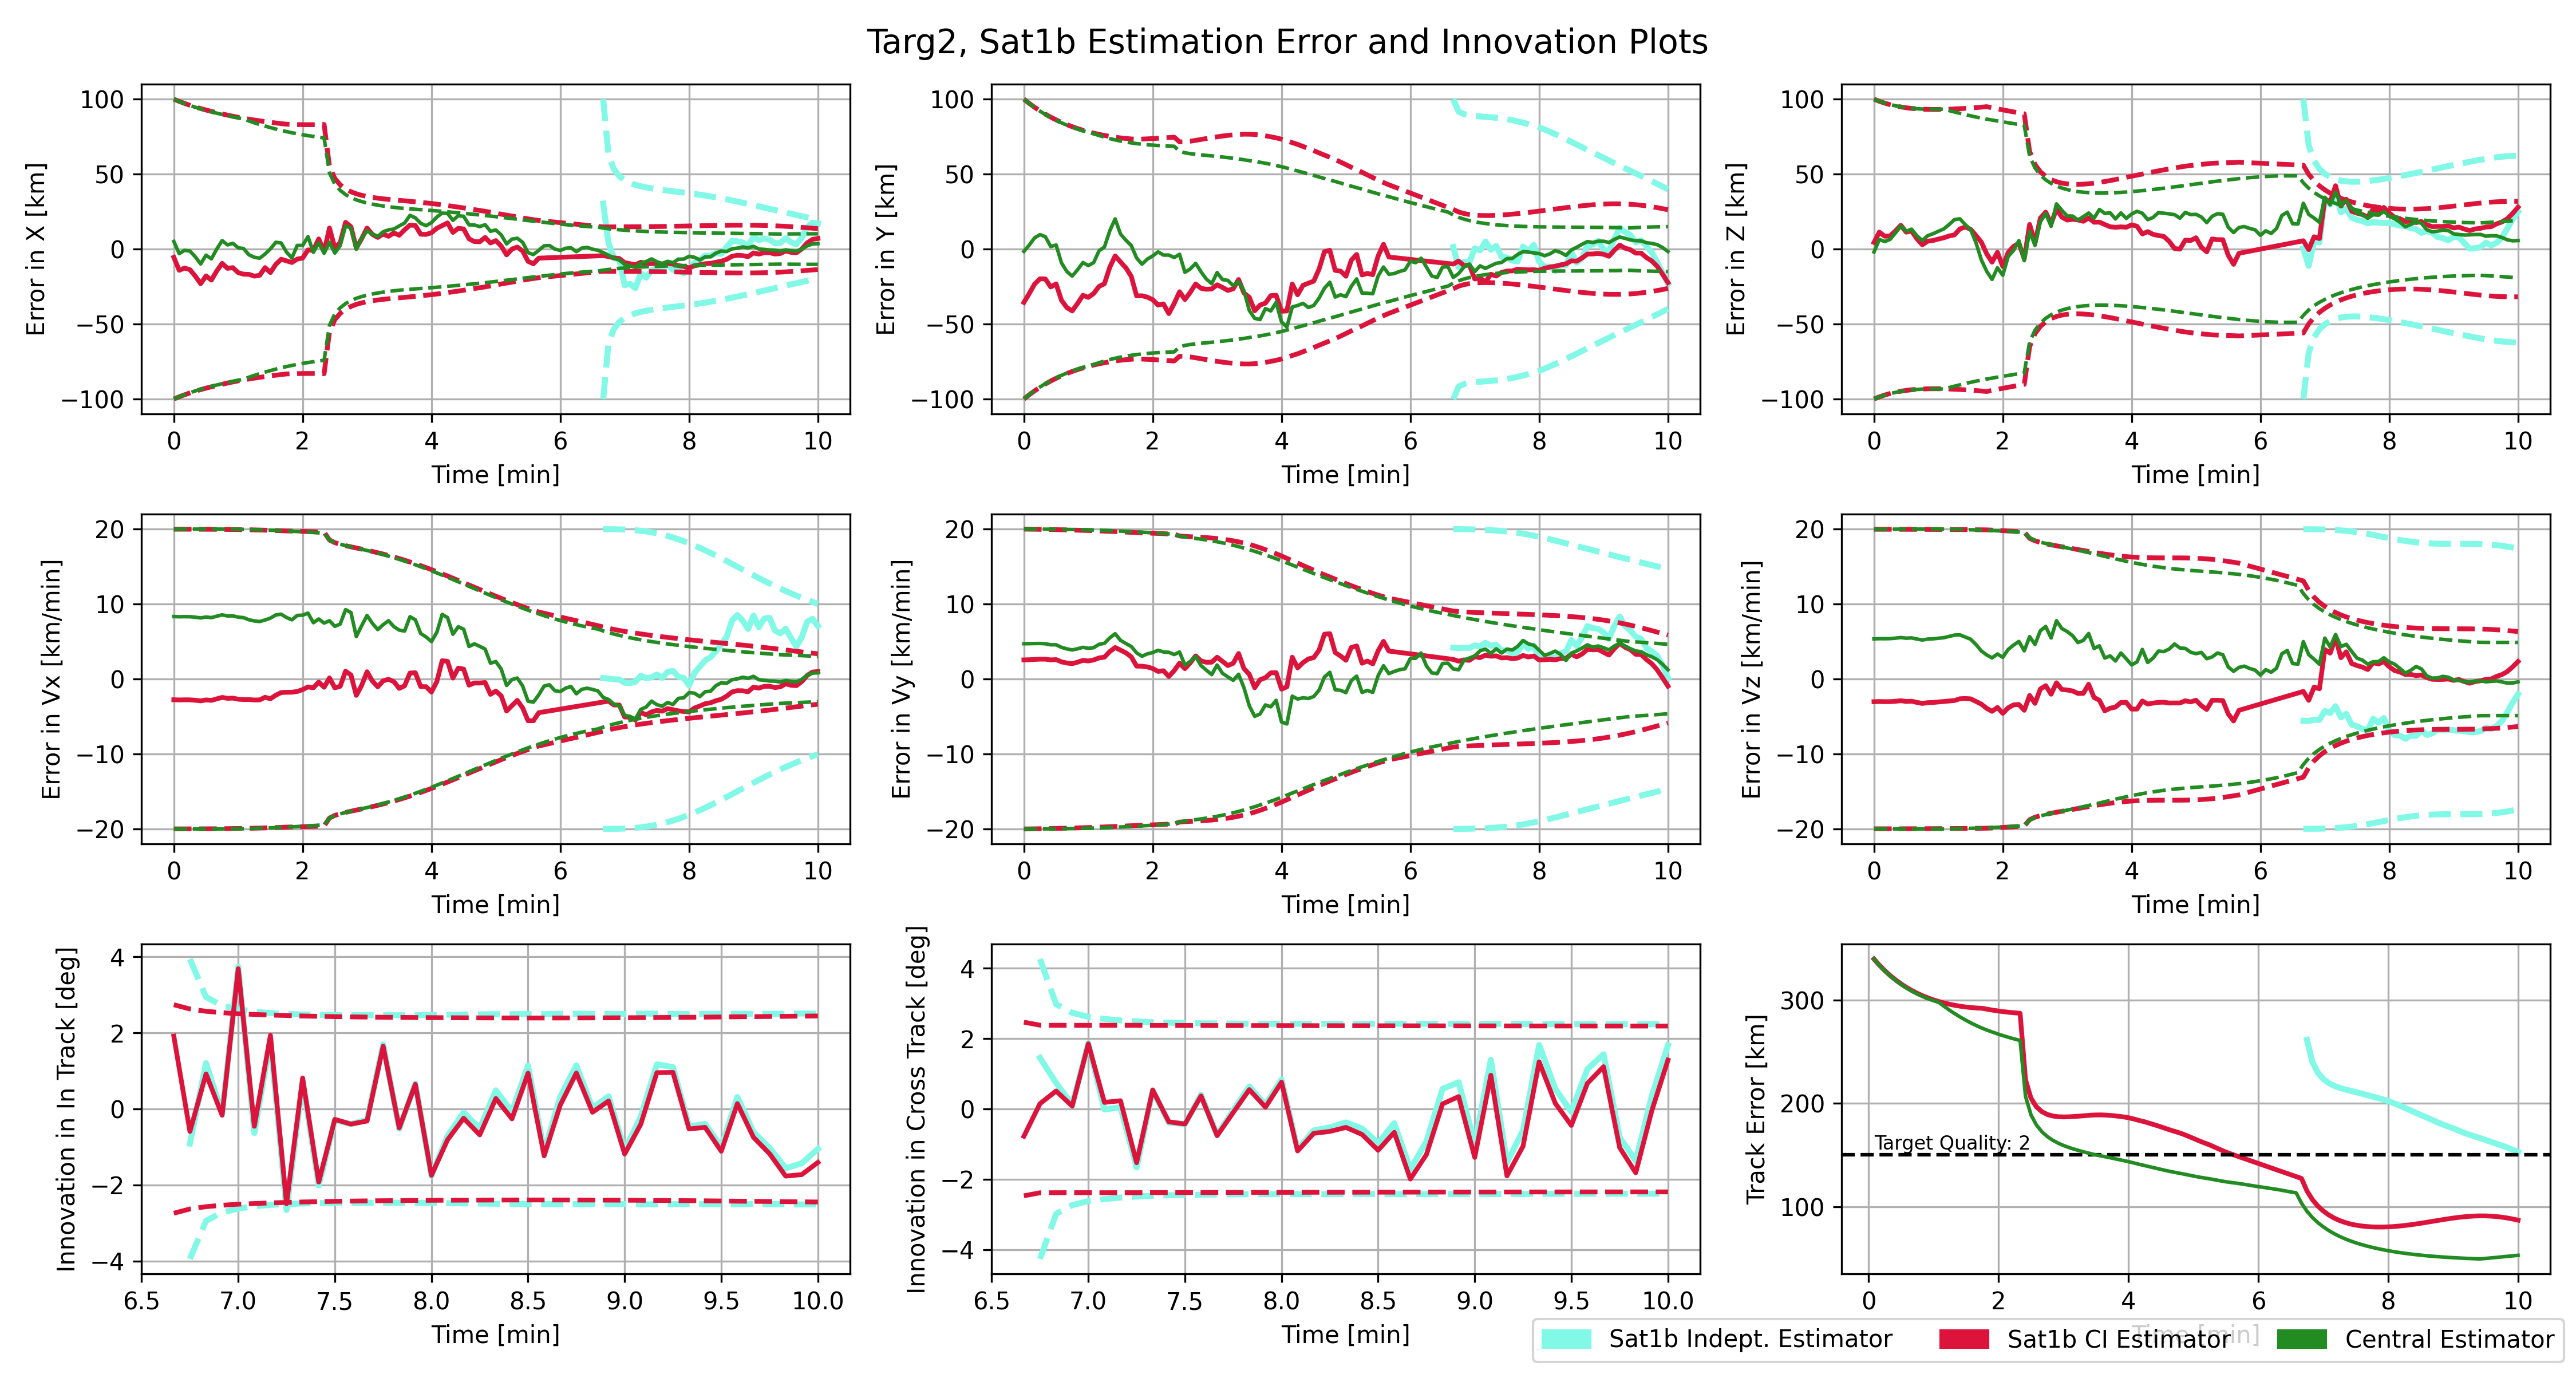 Targ2, Sat1b Estimation Error and Innovation Plots
Error in X [km]
100
50
0
−50
−100
0 2 4 6 8 10
Time [min]
Error in Y [km]
100
50
0
−50
−100
0 2 4 6 8 10
Time [min]
Error in Z [km]
100
50
0
−50
−100
0 2 4 6 8 10
Time [min]
Error in Vx [km/min]
20
10
0
−10
−20
0 2 4 6 8 10
Time [min]
Error in Vy [km/min]
20
10
0
−10
−20
0 2 4 6 8 10
Time [min]
Error in Vz [km/min]
20
10
0
−10
−20
0 2 4 6 8 10
Time [min]
Innovation in In Track [deg]
4
2
0
−2
−4
6.5 7.0 7.5 8.0 8.5 9.0 9.5 10.0
Time [min]
Innovation in Cross Track [deg]
4
2
0
−2
−4
6.5 7.0 7.5 8.0 8.5 9.0 9.5 10.0
Time [min]
Track Error [km]
300
200
100
Target Quality: 2
0 2 4 6 8 10
Time [min]
Sat1b Indept. Estimator Sat1b CI Estimator Central Estimator